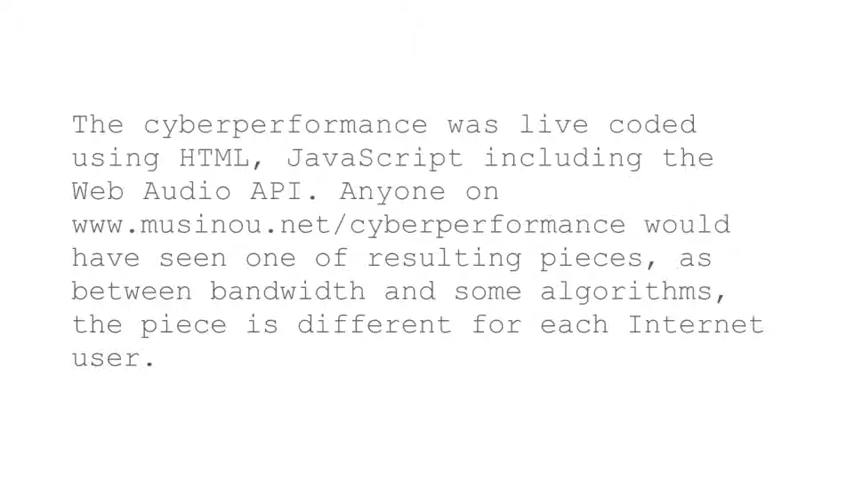 The cyberperformance was live coded
using HTML, JavaScript including the
Web Audio API. Anyone on
www.musinou.net/cyberperformance would
have seen one of resulting pieces, as
between bandwidth and some algorithms,
the piece is different for each Internet
user.